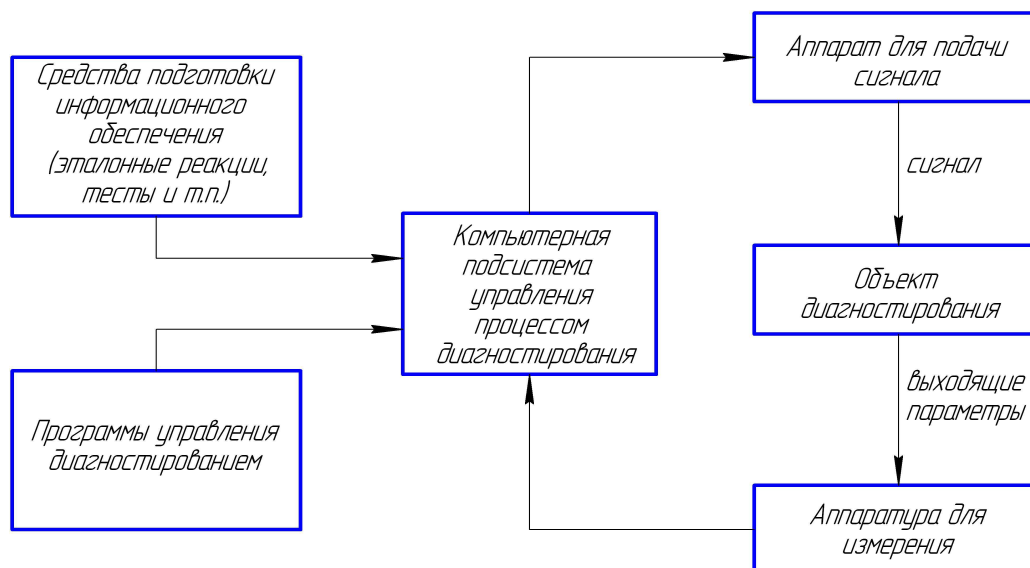 Средства подготовки
информационного
обеспечения
(эталонные реакции,
тесты и т.п.)
Программы управления
диагностированием
Компьютерная
подсистема
управления
процессом
диагностирования
Аппарат для подачи
сигнала
сигнал
Объект
диагностирования
выходящие
параметры
Аппаратура для
измерения